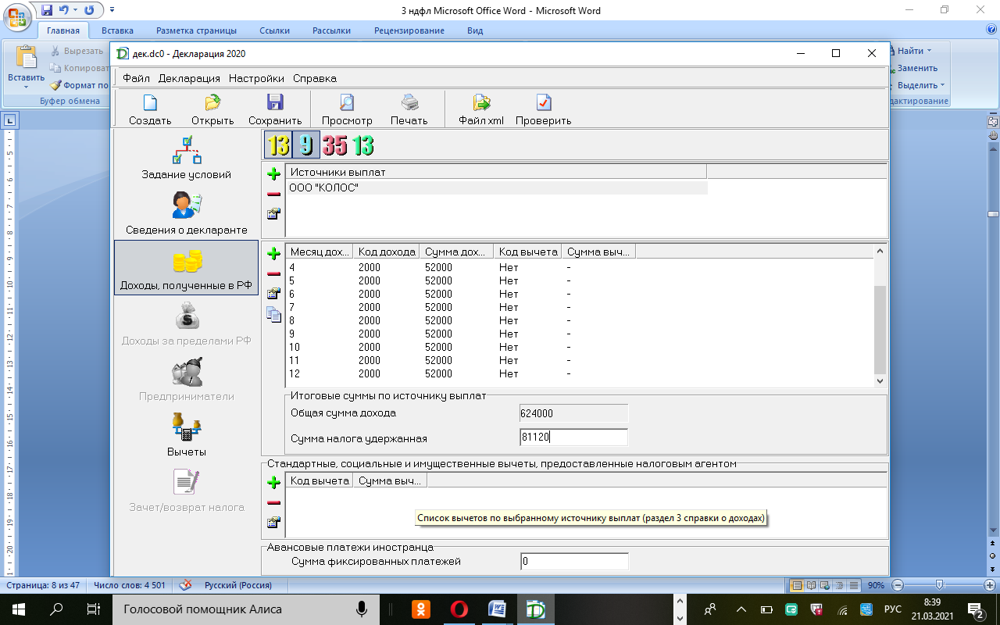 3 ндфл Microsoft Office Word - Microsoft Word
Главная Вставка Разметка страницы Ссылки Рассылки Рецензирование Вид
Вставить
Вырезать
Копироват
Формат по
Буфер обмена
Найти
Заменить
Выделить
дактирование
дек.dc0 - Декларация 2020
Файл Декларация Настройки Справка
Создать Открыть Сохранить Просмотр Печать Файл xml Проверить
13 9 35 13
Задание условий
Сведения о декларанте
Доходы, полученные в РФ
Доходы за пределами РФ
Предприниматели
Вычеты
Зачет/возврат налога
Источники выплат
ООО "КОЛОС"
Месяц дох... Код дохода Сумма дох... Код вычета Сумма выч...
4 2000 52000 Нет -
5 2000 52000 Нет -
6 2000 52000 Нет -
7 2000 52000 Нет -
8 2000 52000 Нет -
9 2000 52000 Нет -
10 2000 52000 Нет -
11 2000 52000 Нет -
12 2000 52000 Нет -
Итоговые суммы по источнику выплат
Общая сумма дохода 624000
Сумма налога удержанная 81120
Стандартные, социальные и имущественные вычеты, предоставленные налоговым агентом
Код вычета Сумма выч...
Список вычетов по выбранному источнику выплат (раздел 3 справки о доходах)
Авансовые платежи иностранца
Сумма фиксированных платежей 0
Страница: 8 из 47 Число слов: 4 501 Русский (Россия) 90%
Голосовой помощник Алиса
РУС
8:39
21.03.2021
2